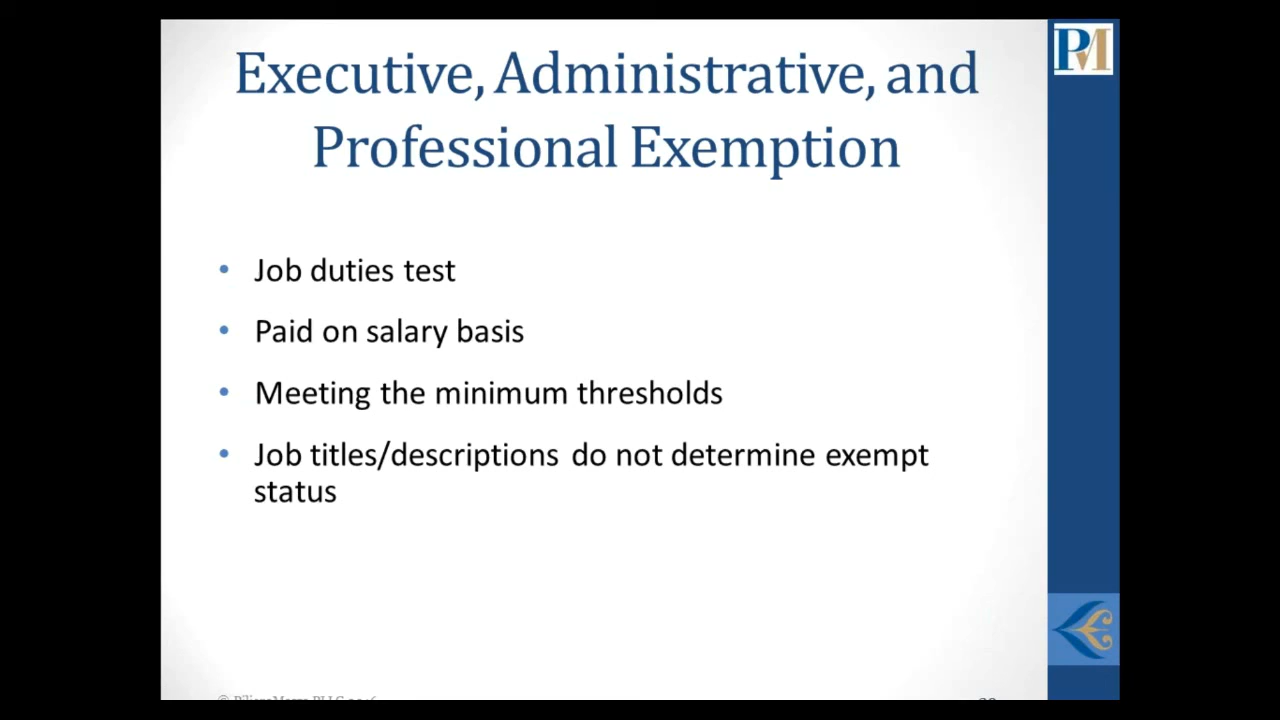 PM
Executive, Administrative, and
Professional Exemption
• Job duties test
• Paid on salary basis
• Meeting the minimum thresholds
• Job titles/descriptions do not determine exempt
status